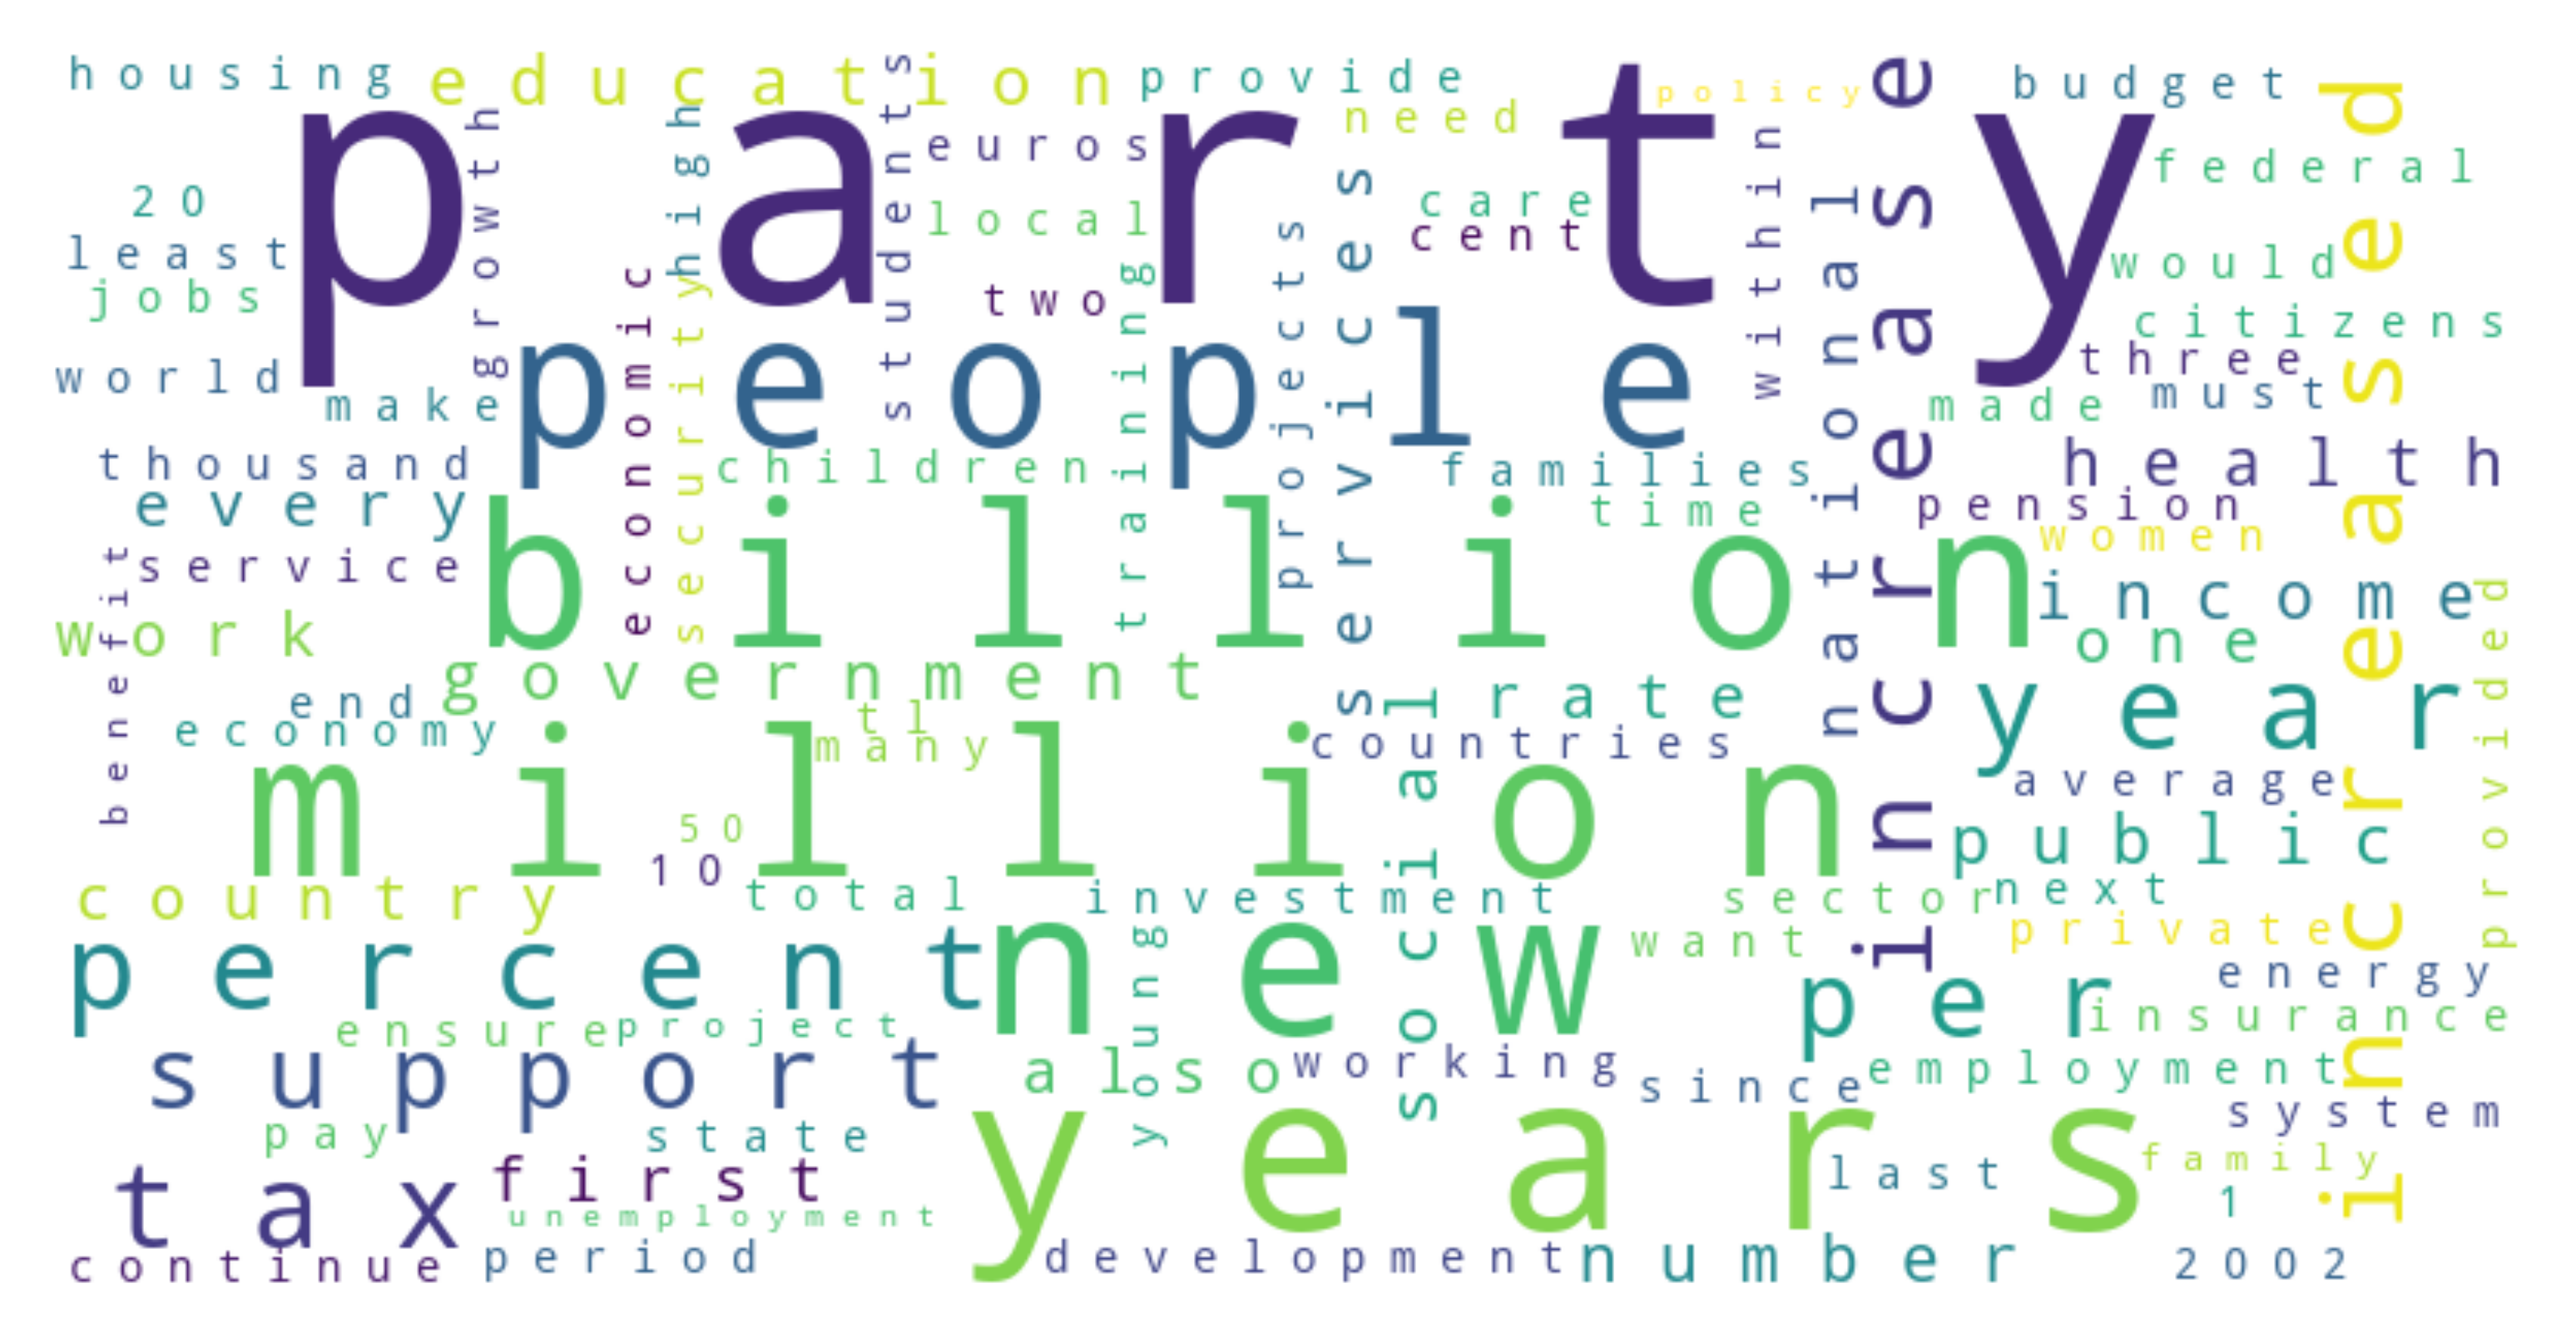 housing education provide policy budget
need
students
high
growth
party
increase
increased
euros
federal
20
care
local
cent
within
services
projects
least
would
national
jobs
two
training
economic
security
citizens
three
world
people
made must
make
thousand
children
families
health
every
time
pension
women
service
billion
income
benefit
work
one
provided
government
end
rate
year
tl
economy
many
countries
social
million
average
50
public
10
country
total
investment
sector
next
private
percent
new
want
young
energy
per
insurance
ensure
project
support
also
working
since
employment
system
pay
state
years
family
first
last
1
tax
unemployment
continue
period
development
number
2002